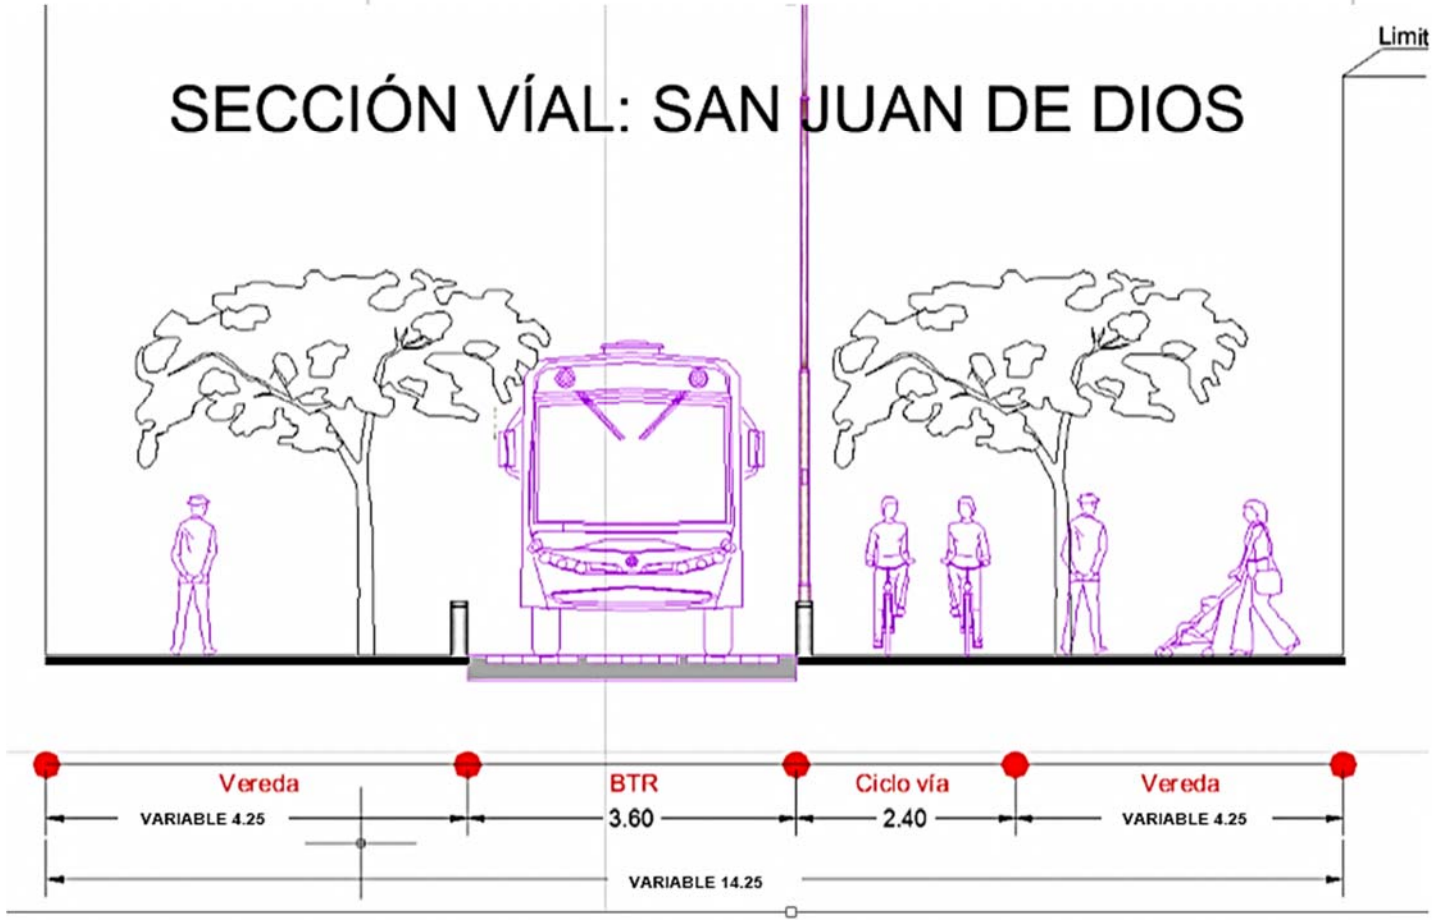 Limit
SECCIÓN VÍAL: SAN JUAN DE DIOS
Vereda BTR Ciclo vía Vereda
VARIABLE 4.25 3.60 2.40 VARIABLE 4.25
VARIABLE 14.25